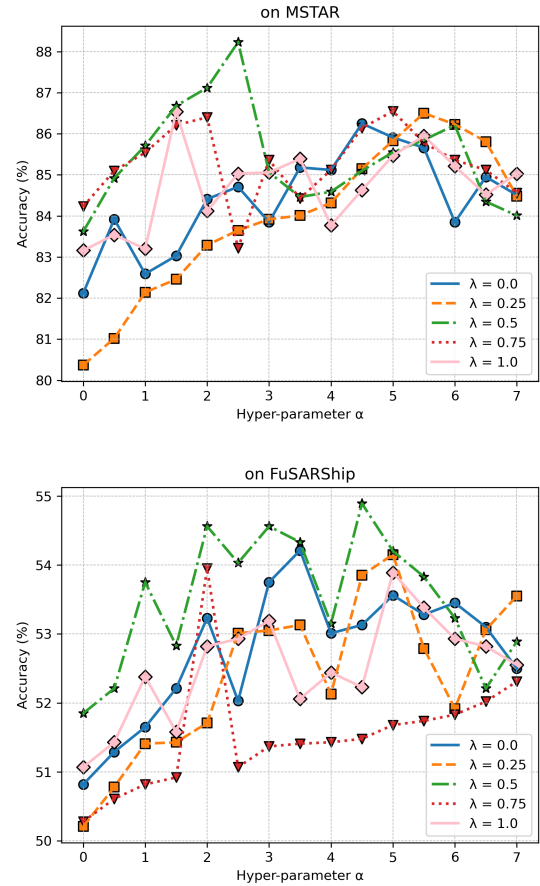 on MSTAR
88
87
86
85
84
83
82
81
80
Accuracy (%)
0 1 2 3 4 5 6 7
Hyper-parameter α
λ = 0.0
λ = 0.25
λ = 0.5
λ = 0.75
λ = 1.0
on FuSARShip
55
54
53
52
51
50
Accuracy (%)
0 1 2 3 4 5 6 7
Hyper-parameter α
λ = 0.0
λ = 0.25
λ = 0.5
λ = 0.75
λ = 1.0